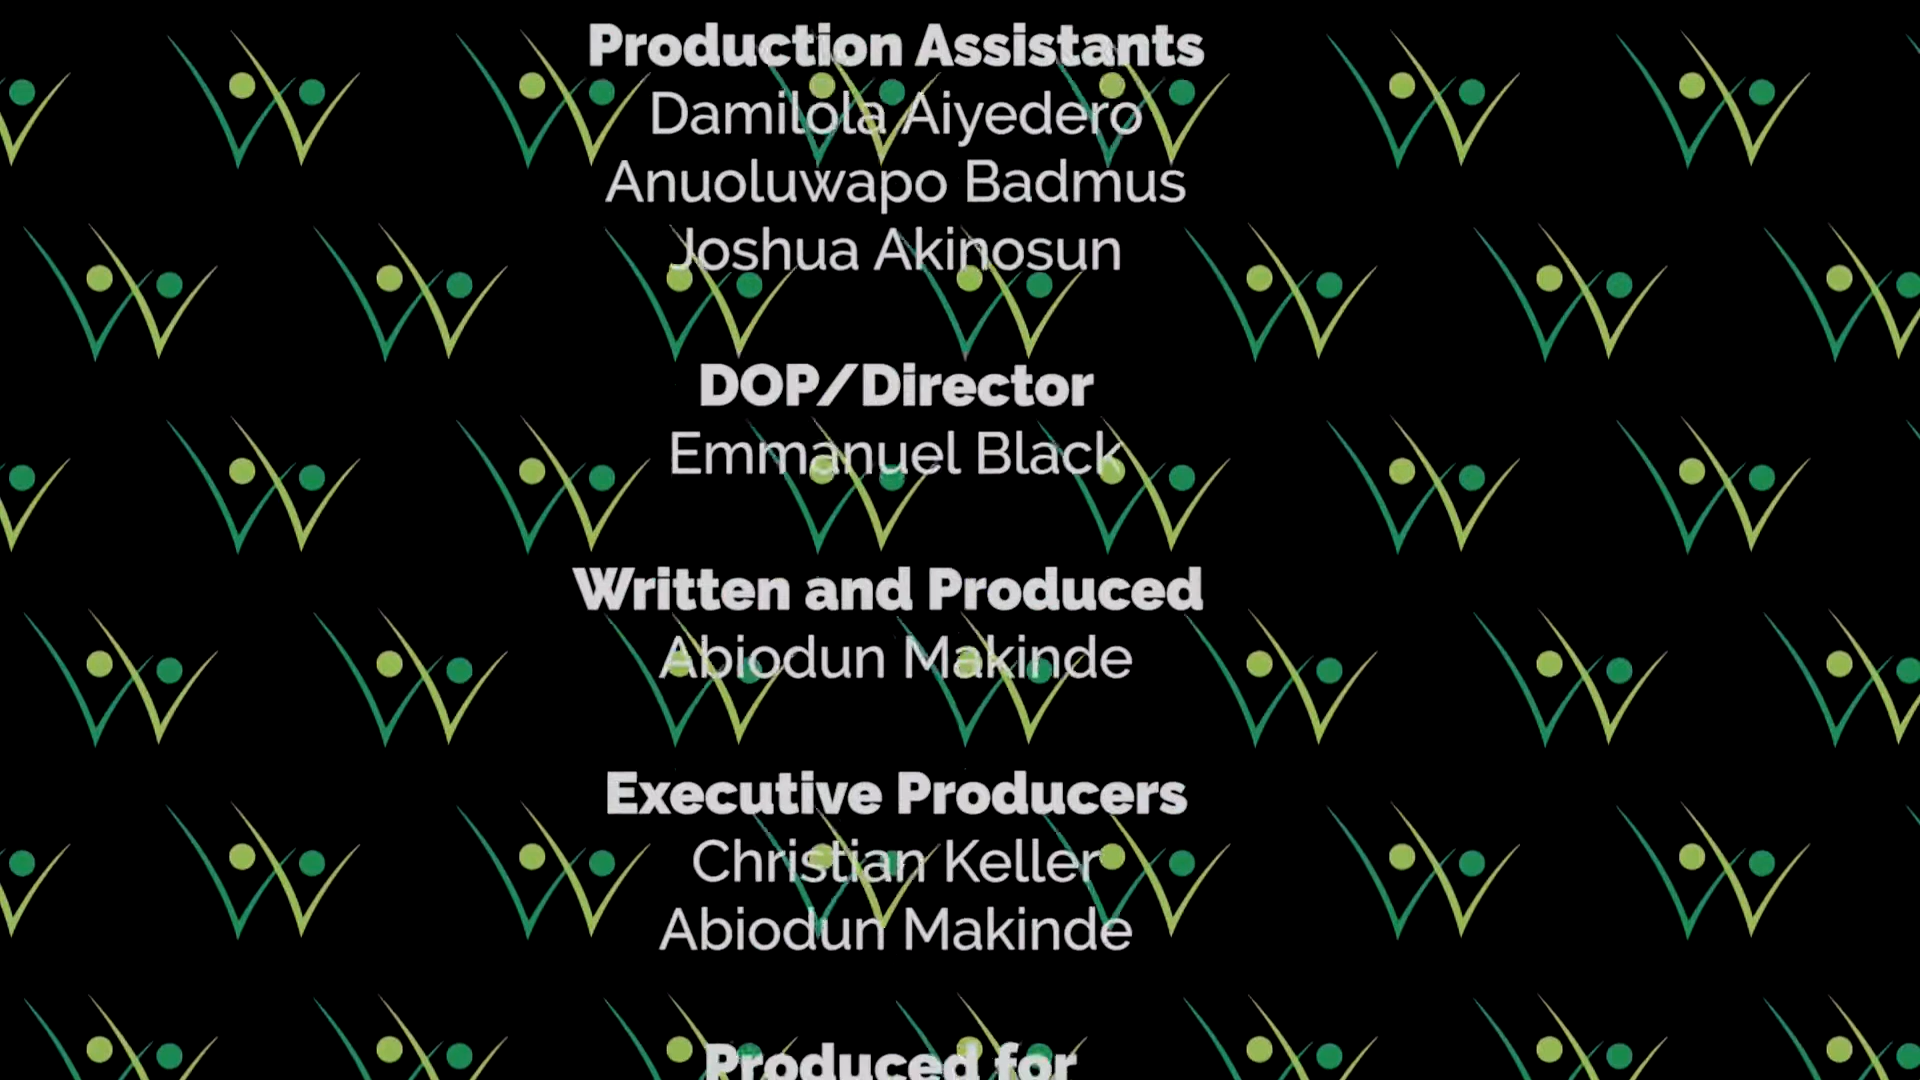 Production Assistants
Damilola Aiyedero
Anuoluwapo Badmus
Joshua Akinosun
DOP/Director
Emmanuel Black
Written and Produced
Abiodun Makinde
Executive Producers
Christian Keller
Abiodun Makinde
Produced for